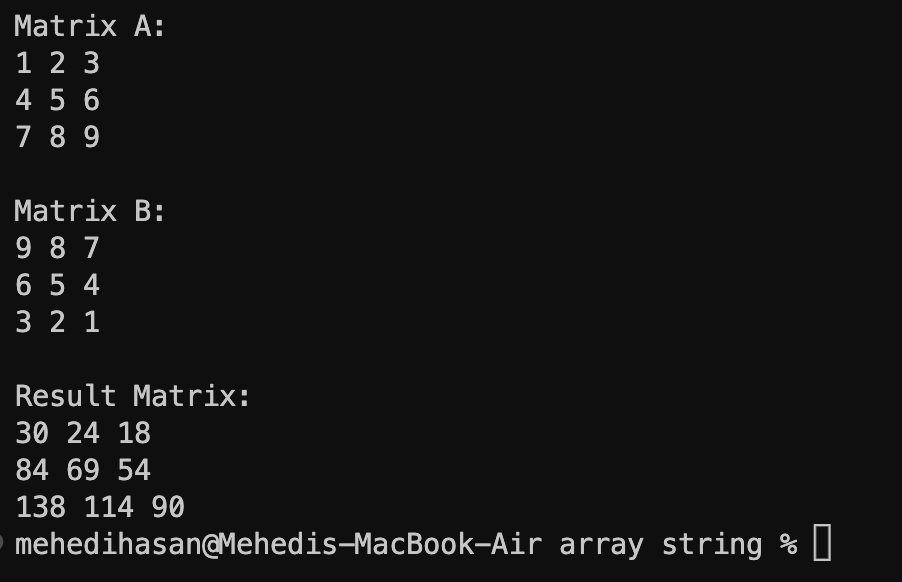 Matrix A:
1 2 3
4 5 6
7 8 9
Matrix B:
9 8 7
6 5 4
3 2 1
Result Matrix:
30 24 18
84 69 54
138 114 90
mehedihasan@Mehedis-MacBook-Air array string %